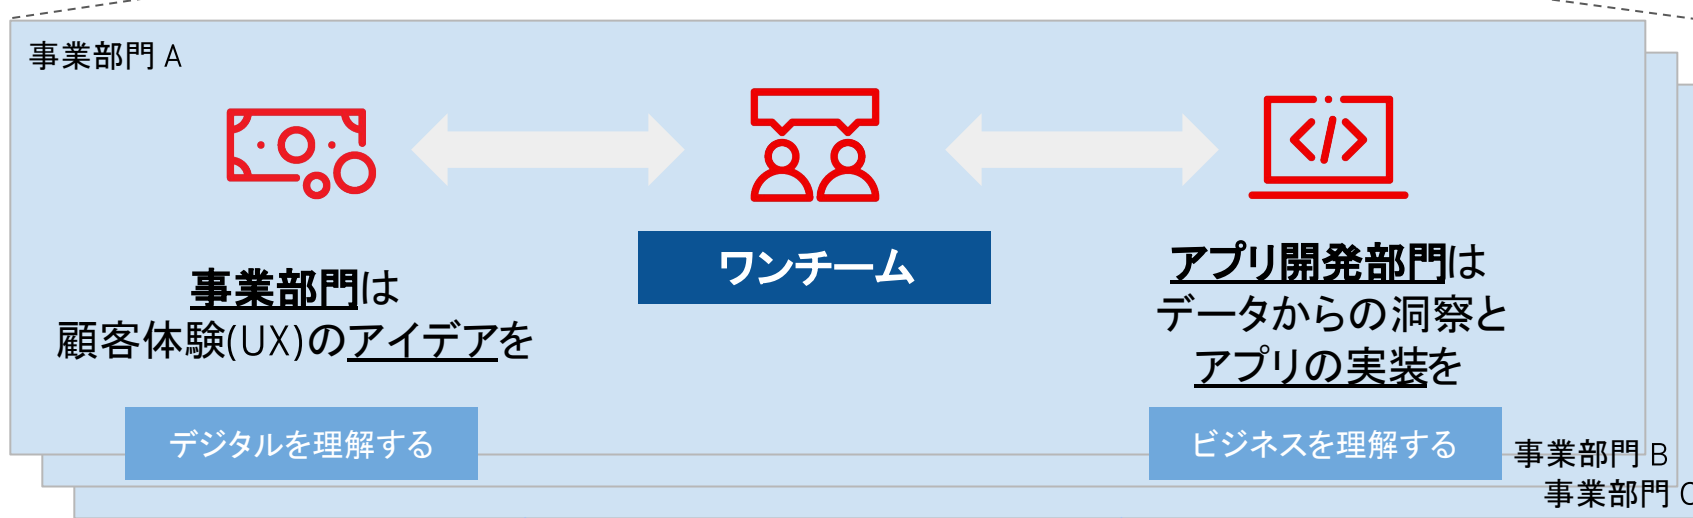 事業部門 A
事業部門は
顧客体験(UX)のアイデアを
デジタルを理解する
ワンチーム
アプリ開発部門は
データからの洞察と
アプリの実装を
ビジネスを理解する
事業部門 B
事業部門 C